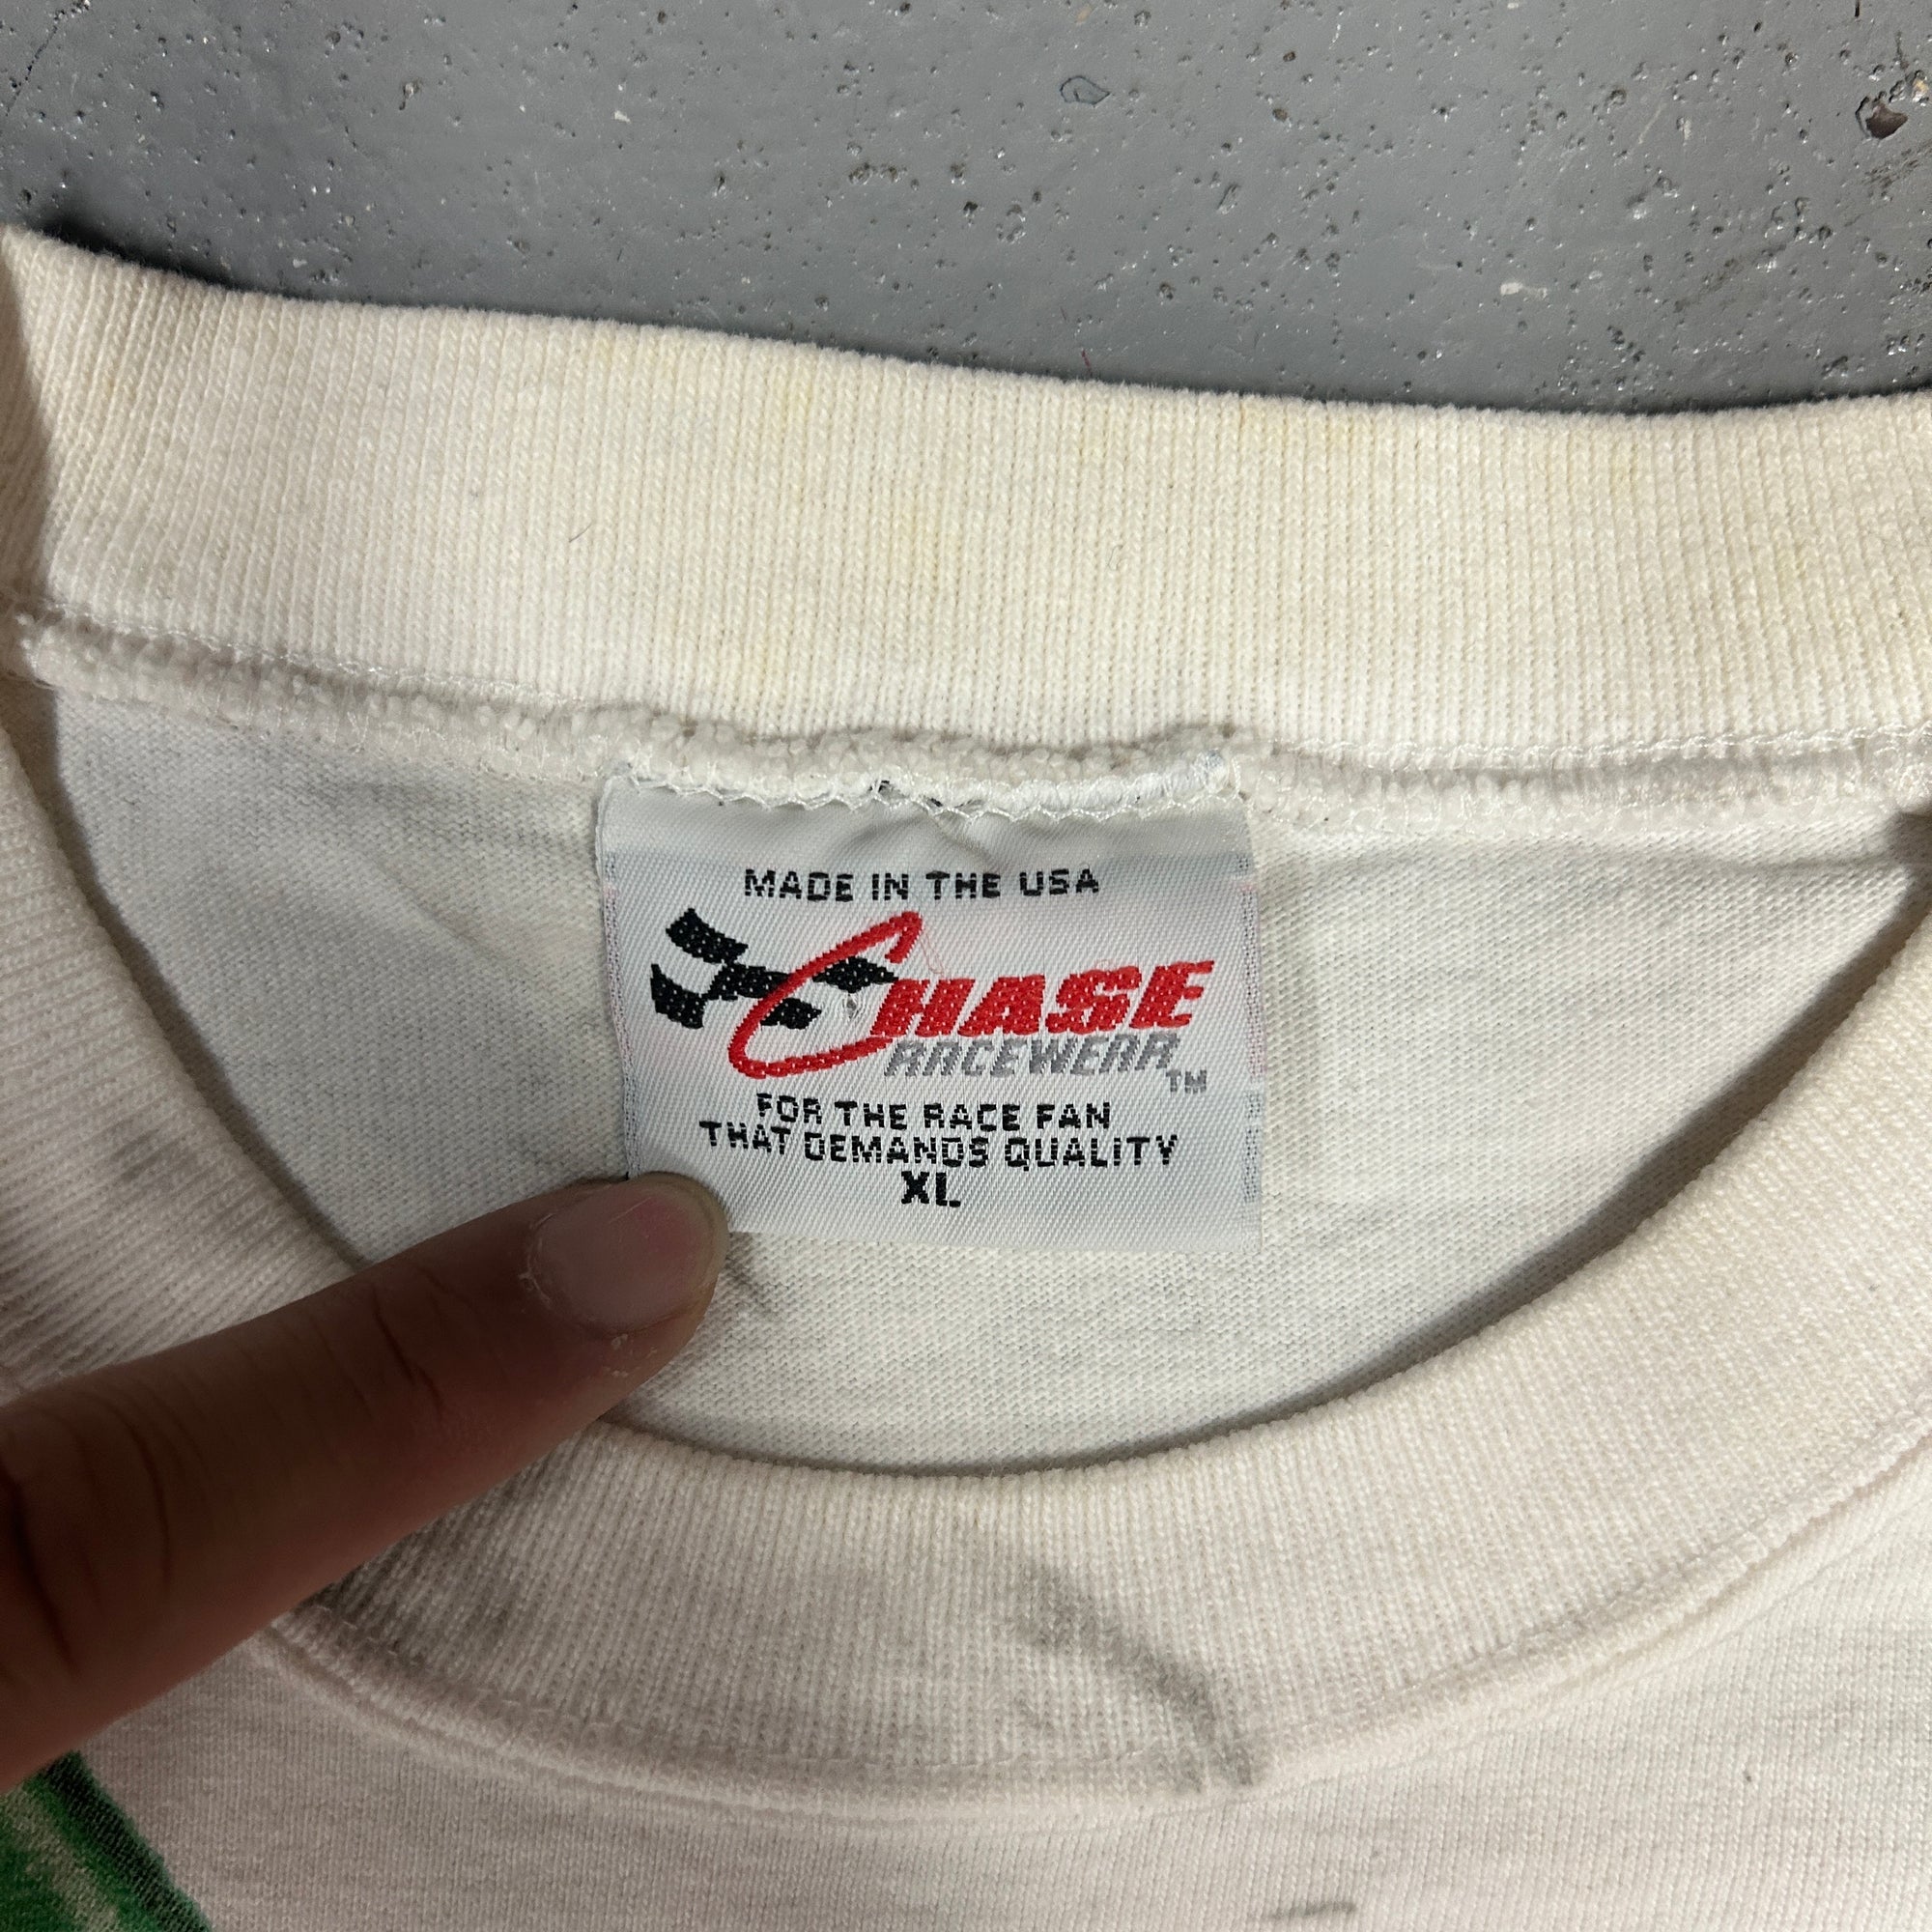 MADE IN THE USA
CHASE
RACEWEAR TM
FOR THE RACE FAN
THAT DEMANDS QUALITY
XL